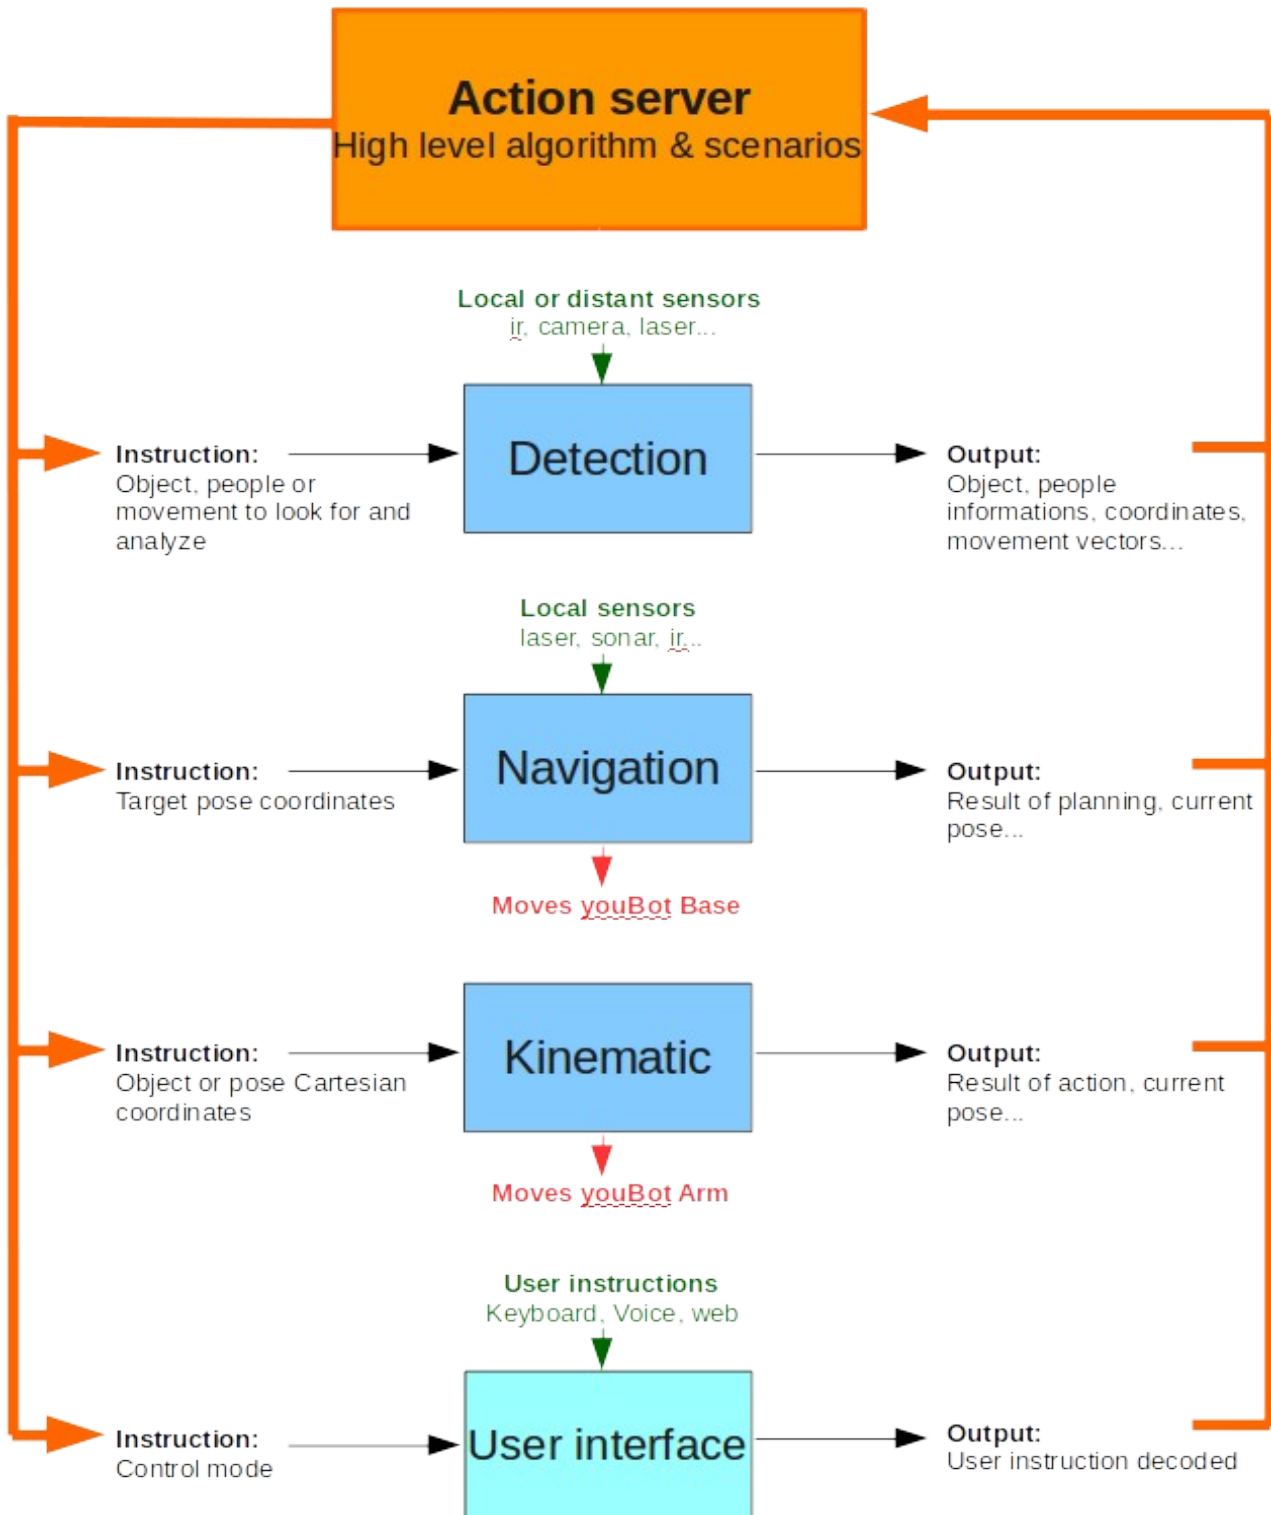 Action server
High level algorithm & scenarios
Local or distant sensors
ir, camera, laser...
Instruction:
Object, people or
movement to look for and
analyze
Detection
Output:
Object, people
informations, coordinates,
movement vectors...
Local sensors
laser, sonar, ir...
Instruction:
Target pose coordinates
Navigation
Output:
Result of planning, current
pose...
Moves youBot Base
Instruction:
Object or pose Cartesian
coordinates
Kinematic
Output:
Result of action, current
pose...
Moves youBot Arm
User instructions
Keyboard, Voice, web
Instruction:
Control mode
User interface
Output:
User instruction decoded